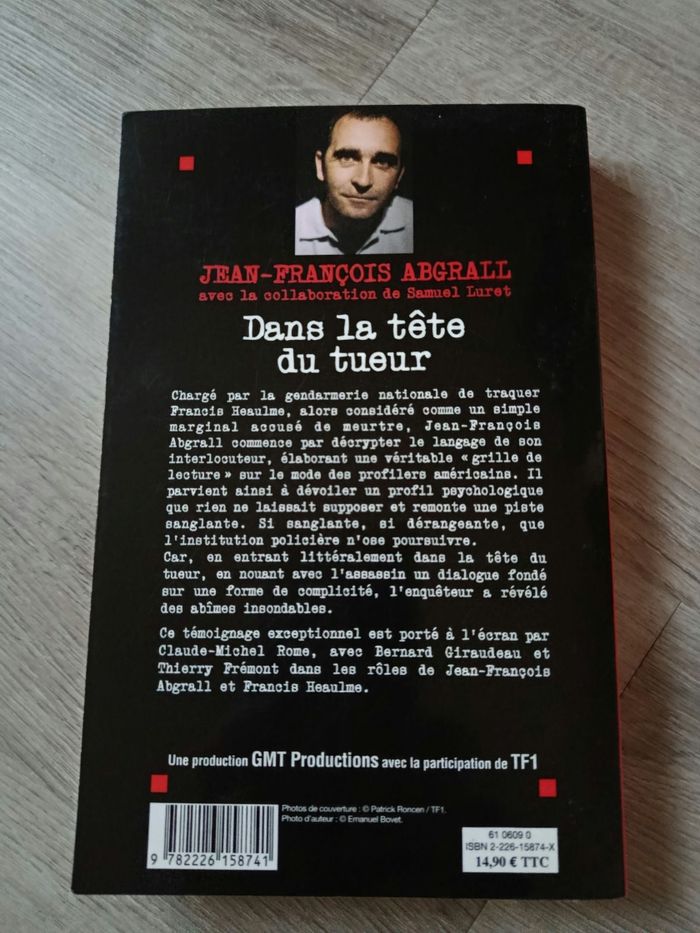 JEAN-FRANÇOIS ABGRALL
avec la collaboration de Samuel Luret
Dans la tête
du tueur
Chargé par la gendarmerie nationale de traquer
Francis Heaulme, alors considéré comme un simple
marginal accusé de meurtre, Jean-François
Abgrall commence par décrypter le langage de son
interlocuteur, élaborant une véritable « grille de
lecture » sur le mode des profilers américains. Il
parvient ainsi à dévoiler un profil psychologique
que rien ne laissait supposer et remonte une piste
sanglante. Si sanglante, si dérangeante, que
l'institution policière n'ose poursuivre.
Car, en entrant littéralement dans la tête du
tueur, en nouant avec l'assassin un dialogue fondé
sur une forme de complicité, l'enquêteur a révélé
des abîmes insondables.
Ce témoignage exceptionnel est porté à l'écran par
Claude-Michel Rome, avec Bernard Giraudeau et
Thierry Frémont dans les rôles de Jean-François
Abgrall et Francis Heaulme.
Une production GMT Productions avec la participation de TF1
Photos de couverture : © Patrick Roncen / TF1.
Photo d'auteur : © Emanuel Bovet.
9 782226 158741
61 0609 0
ISBN 2-226-15874-X
14,90 € TTC